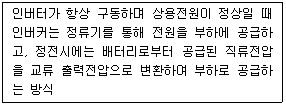 인버터가 항상 구동하며 상용전원이 정상일 때
인버커는 정류기를 통해 전원을 부하에 공급하
고, 정전시에는 배터리로부터 공급된 직류전압
을 교류 출력전압으로 변환하여 부하로 공급하
는 방식